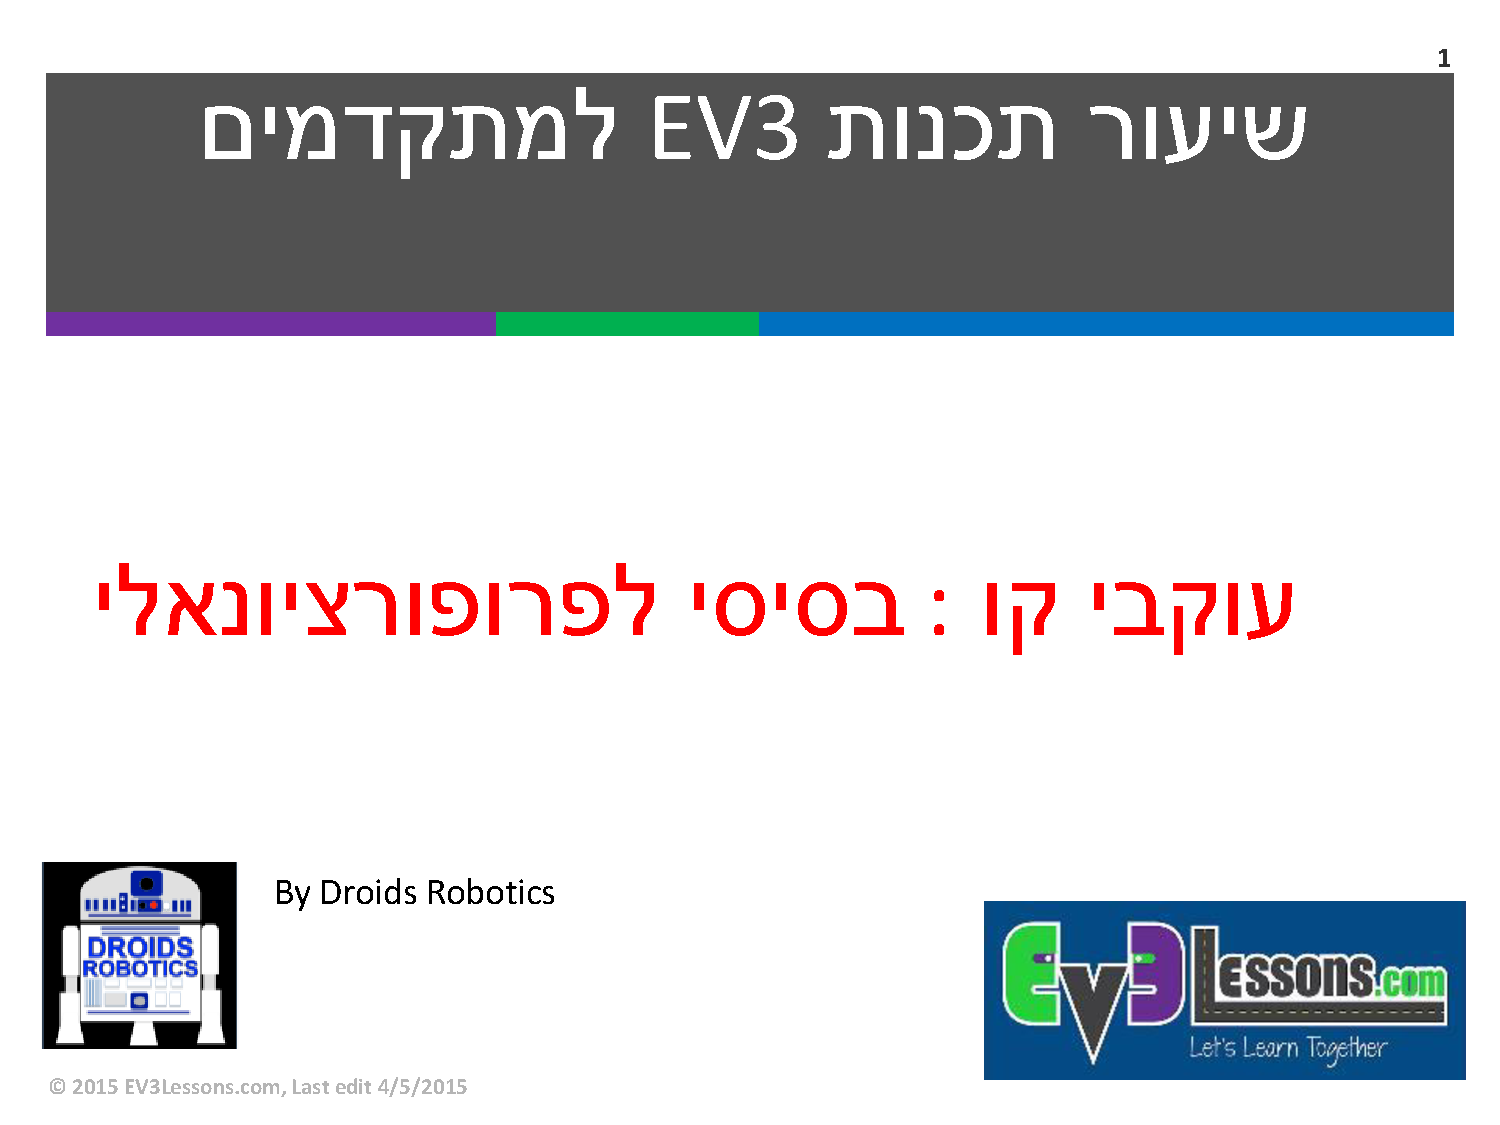 1
שיעור תכנות EV3 למתקדמים
עוקבי קו : בסיסי לפרופורציונאלי
By Droids Robotics
DROIDS
ROBOTICS
Ev3Lessons.com
Let's Learn Together
© 2015 EV3Lessons.com, Last edit 4/5/2015